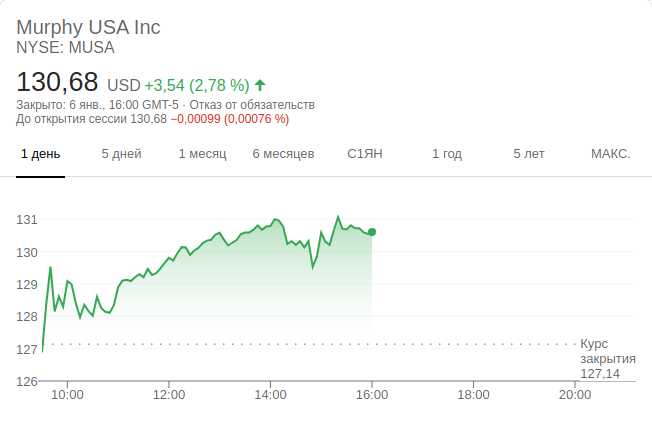 Murphy USA Inc
NYSE: MUSA
130,68 USD +3,54 (2,78 %)
Закрыто: 6 янв., 16:00 GMT-5 · Отказ от обязательств
До открытия сессии 130,68 −0,00099 (0,00076 %)
1 день 5 дней 1 месяц 6 месяцев С1ЯН 1 год 5 лет МАКС.
131
130
129
128
127
126
Курс
закрытия
127,14
10:00 12:00 14:00 16:00 18:00 20:00